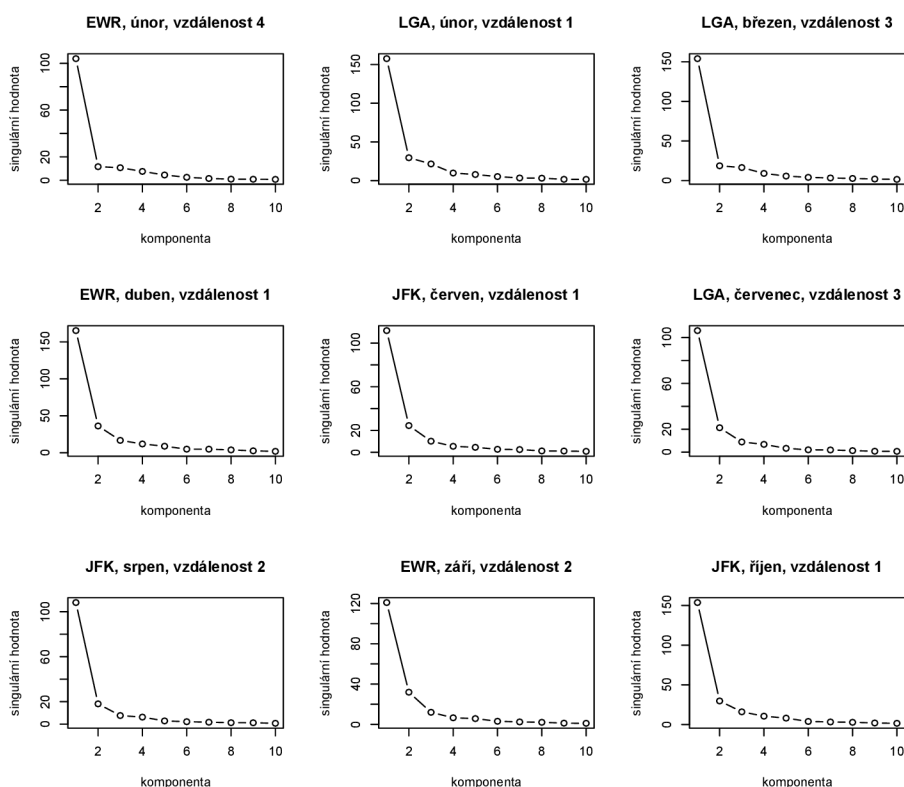 EWR, únor, vzdálenost 4
singulární hodnota
100
60
20
0
2 4 6 8 10
komponenta
LGA, únor, vzdálenost 1
singulární hodnota
150
100
50
0
2 4 6 8 10
komponenta
LGA, březen, vzdálenost 3
singulární hodnota
150
100
50
0
2 4 6 8 10
komponenta
EWR, duben, vzdálenost 1
singulární hodnota
150
100
50
0
2 4 6 8 10
komponenta
JFK, červen, vzdálenost 1
singulární hodnota
100
60
20
0
2 4 6 8 10
komponenta
LGA, červenec, vzdálenost 3
singulární hodnota
100
60
20
0
2 4 6 8 10
komponenta
JFK, srpen, vzdálenost 2
singulární hodnota
100
60
20
0
2 4 6 8 10
komponenta
EWR, září, vzdálenost 2
singulární hodnota
120
80
40
0
2 4 6 8 10
komponenta
JFK, říjen, vzdálenost 1
singulární hodnota
150
100
50
0
2 4 6 8 10
komponenta